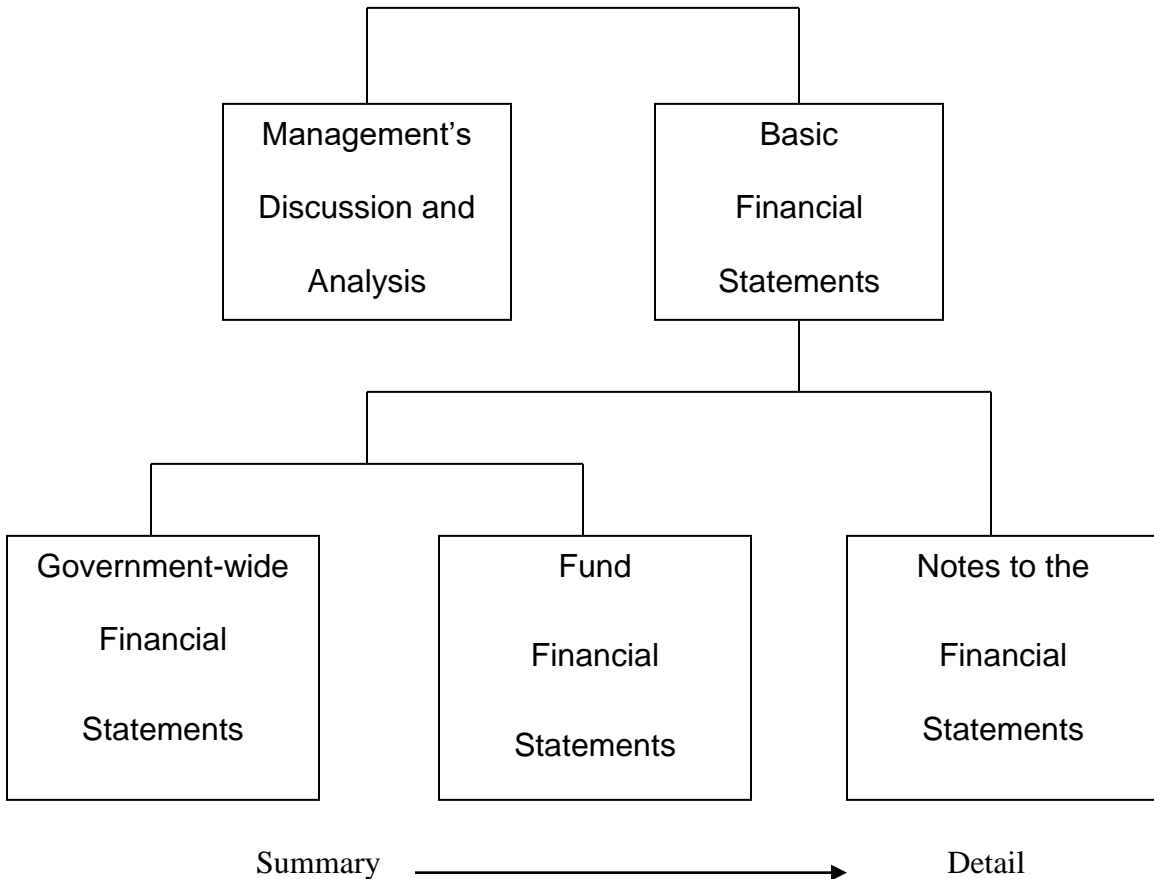 Management’s
Discussion and
Analysis
Basic
Financial
Statements
Government-wide
Financial
Statements
Fund
Financial
Statements
Notes to the
Financial
Statements
Summary
Detail